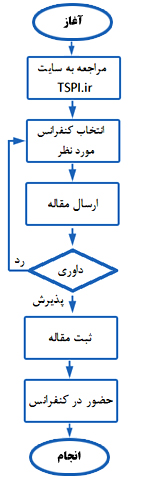 آغاز
مراجعه به سایت
TSPI.ir
انتخاب کنفرانس
مورد نظر
ارسال مقاله
داوری
رد
پذیرش
ثبت مقاله
حضور در کنفرانس
انجام